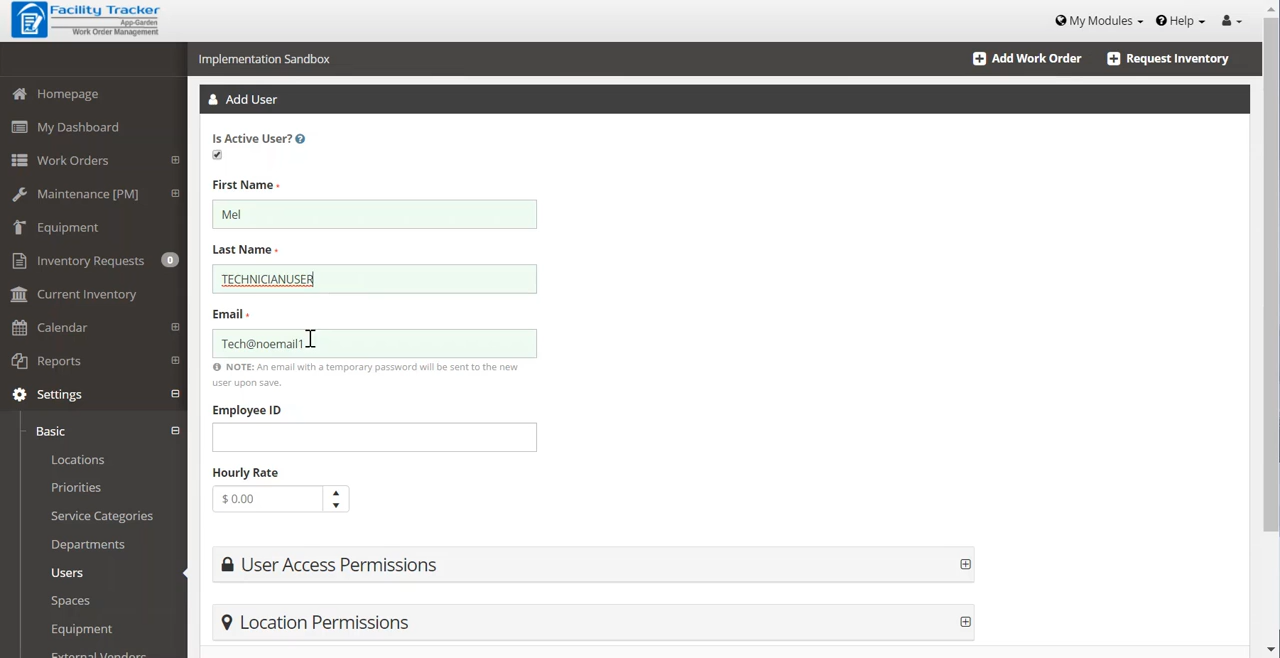 Facility Tracker
App-Garden
Work Order Management
My Modules
Help
Implementation Sandbox
Add Work Order
Request Inventory
Homepage
My Dashboard
Work Orders
Maintenance [PM]
Equipment
Inventory Requests 0
Current Inventory
Calendar
Reports
Settings
Basic
Locations
Priorities
Service Categories
Departments
Users
Spaces
Equipment
External Vendors
Add User
Is Active User?
First Name *
Mel
Last Name *
TECHNICIANUSER
Email *
Tech@noemail1
NOTE: An email with a temporary password will be sent to the new
user upon save.
Employee ID
Hourly Rate
$ 0.00
User Access Permissions
Location Permissions